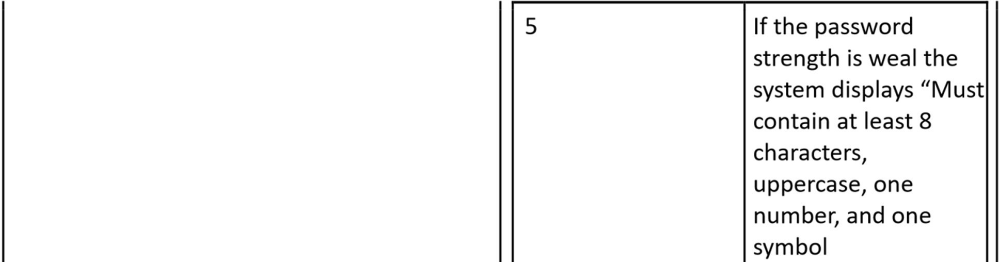 5
If the password
strength is weal the
system displays “Must
contain at least 8
characters,
uppercase, one
number, and one
symbol